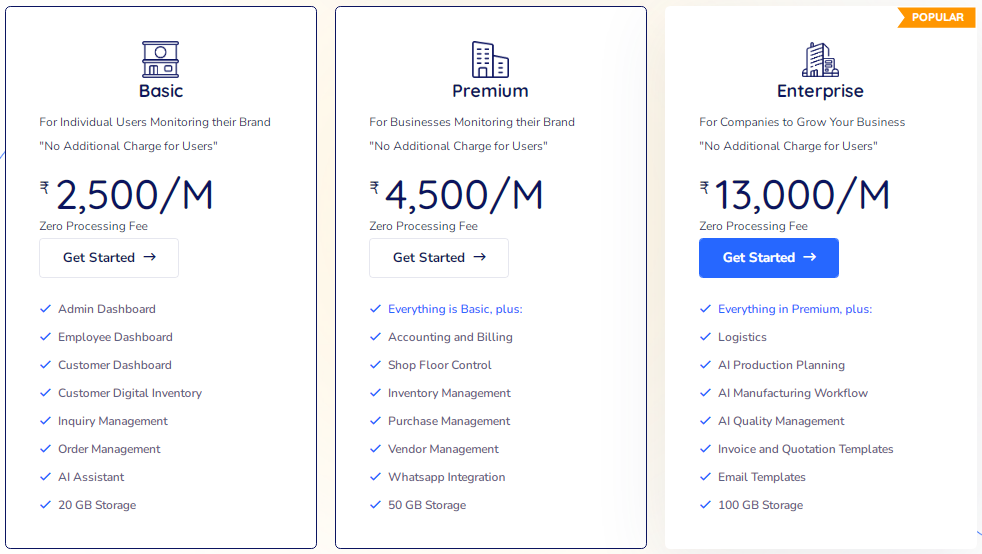 Basic
For Individual Users Monitoring their Brand
"No Additional Charge for Users"
₹ 2,500/M
Zero Processing Fee
Get Started →
Admin Dashboard
Employee Dashboard
Customer Dashboard
Customer Digital Inventory
Inquiry Management
Order Management
AI Assistant
20 GB Storage
Premium
For Businesses Monitoring their Brand
"No Additional Charge for Users"
₹ 4,500/M
Zero Processing Fee
Get Started →
Everything is Basic, plus:
Accounting and Billing
Shop Floor Control
Inventory Management
Purchase Management
Vendor Management
Whatsapp Integration
50 GB Storage
POPULAR
Enterprise
For Companies to Grow Your Business
"No Additional Charge for Users"
₹ 13,000/M
Zero Processing Fee
Get Started →
Everything in Premium, plus:
Logistics
AI Production Planning
AI Manufacturing Workflow
AI Quality Management
Invoice and Quotation Templates
Email Templates
100 GB Storage